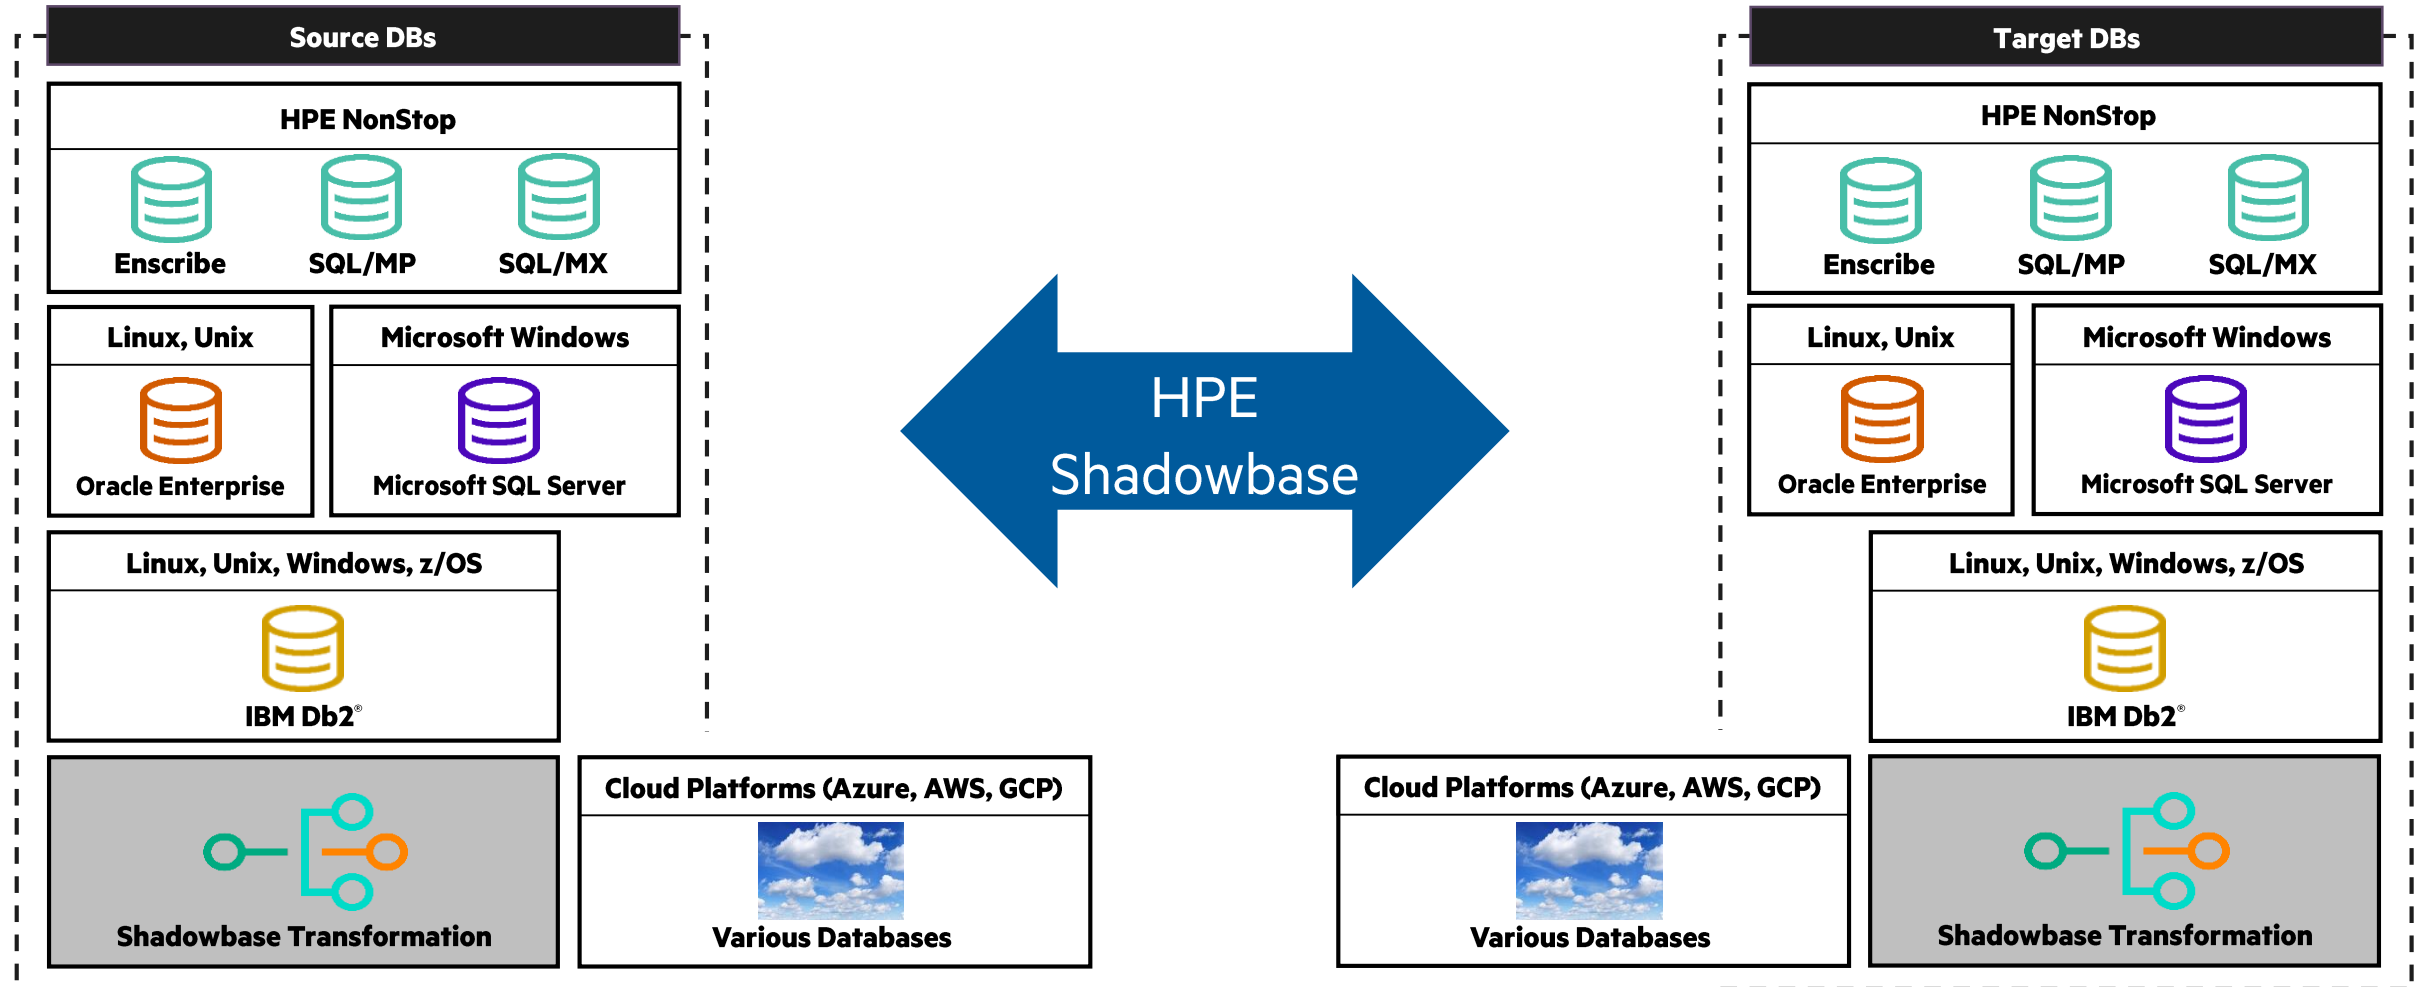 Source DBs
HPE NonStop
Enscribe
SQL/MP
SQL/MX
Linux, Unix
Oracle Enterprise
Microsoft Windows
Microsoft SQL Server
Linux, Unix, Windows, z/OS
IBM Db2®
Shadowbase Transformation
Cloud Platforms (Azure, AWS, GCP)
Various Databases
HPE
Shadowbase
Target DBs
HPE NonStop
Enscribe
SQL/MP
SQL/MX
Linux, Unix
Oracle Enterprise
Microsoft Windows
Microsoft SQL Server
Linux, Unix, Windows, z/OS
IBM Db2®
Cloud Platforms (Azure, AWS, GCP)
Various Databases
Shadowbase Transformation